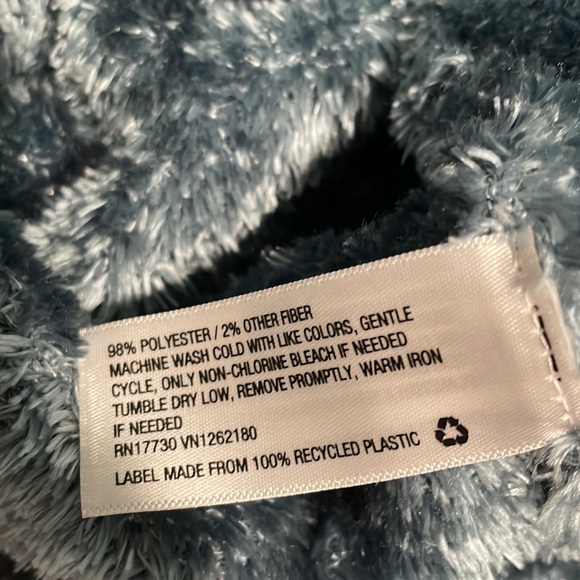 98% POLYESTER / 2% OTHER FIBER
MACHINE WASH COLD WITH LIKE COLORS, GENTLE
CYCLE, ONLY NON-CHLORINE BLEACH IF NEEDED
TUMBLE DRY LOW, REMOVE PROMPTLY, WARM IRON
IF NEEDED
RN17730 VN1262180
LABEL MADE FROM 100% RECYCLED PLASTIC